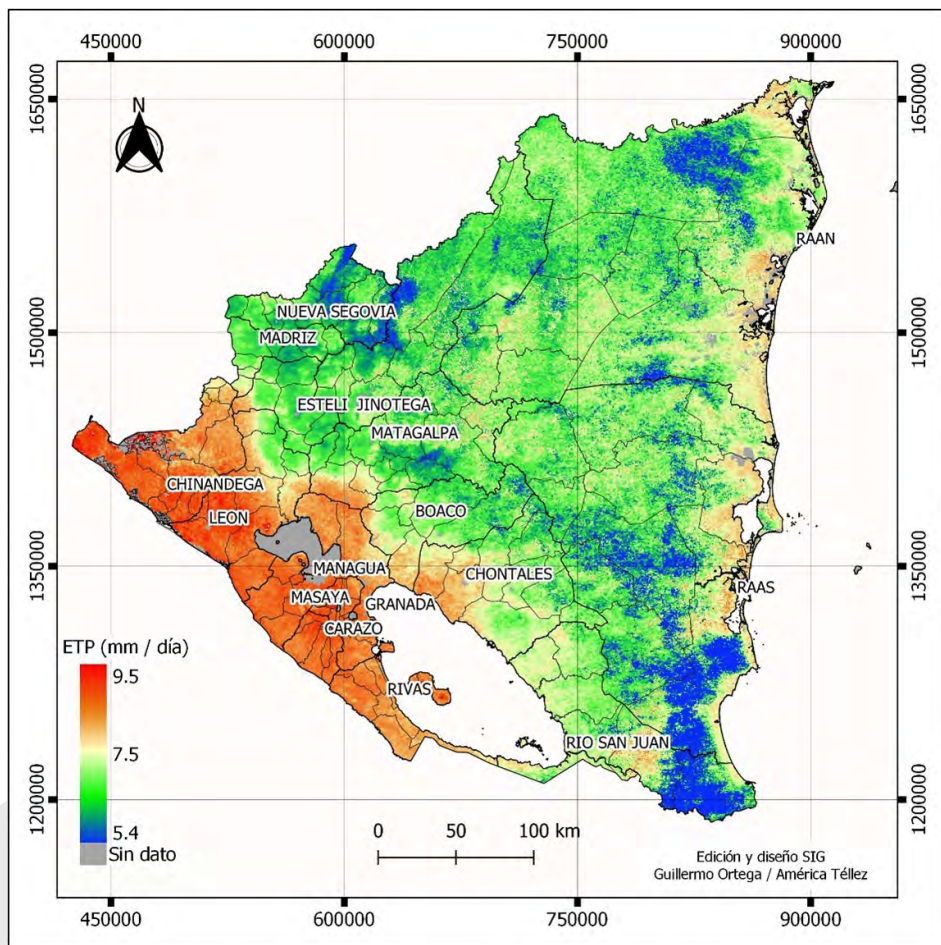 450000 600000 7500000 900000
N
1650000 1650000
RAAN
NUEVA SEGOVIA
1500000 1500000
MADRIZ
ESTELI JINOTEGA
MATAGALPA
CHINANDEGA
LEON
BOACO
1350000 1350000
MANAGUA
CHONTALES
RAAS
MASAYA
GRANADA
CARAZO
ETP (mm / día)
9.5
RIVAS
7.5
RIO SAN JUAN
5.4
Sin dato
1200000 1200000
0 50 100 km
Edición y diseño SIG
Guillermo Ortega / América Téllez
450000 600000 7500000 900000